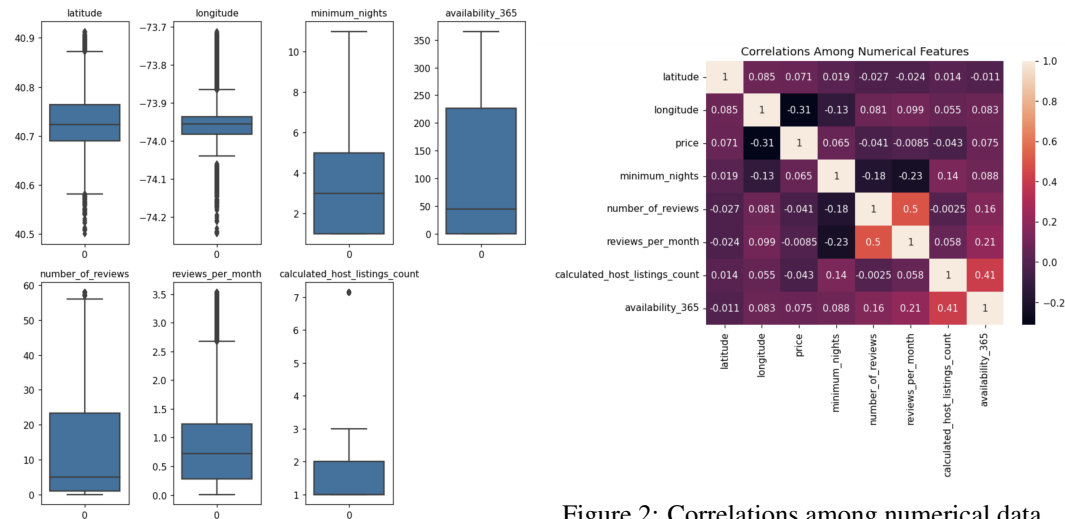 latitude
longitude
minimum_nights
availability_365
40.9
40.8
40.7
40.6
40.5
0
−73.7
−73.8
−73.9
−74.0
−74.1
−74.2
0
10
8
6
4
2
0
350
300
250
200
150
100
50
0
0
number_of_reviews
reviews_per_month
calculated_host_listings_count
60
50
40
30
20
10
0
0
3.5
3.0
2.5
2.0
1.5
1.0
0.5
0.0
0
7
6
5
4
3
2
1
0
Correlations Among Numerical Features
latitude 1 0.085 0.071 0.019 -0.027 -0.024 0.014 -0.011
longitude 0.085 1 -0.31 -0.13 0.081 0.099 0.055 0.083
price 0.071 -0.31 1 0.065 -0.041 -0.0085 -0.043 0.075
minimum_nights 0.019 -0.13 0.065 1 -0.18 -0.23 0.14 0.088
number_of_reviews -0.027 0.081 -0.041 -0.18 1 0.5 -0.0025 0.16
reviews_per_month -0.024 0.099 -0.0085 -0.23 0.5 1 0.058 0.21
calculated_host_listings_count 0.014 0.055 -0.043 0.14 -0.0025 0.058 1 0.41
availability_365 -0.011 0.083 0.075 0.088 0.16 0.21 0.41 1
latitude
longitude
price
minimum_nights
number_of_reviews
reviews_per_month
calculated_host_listings_count
availability_365
1.0
0.8
0.6
0.4
0.2
0.0
−0.2
Figure 2: Correlations among numerical data